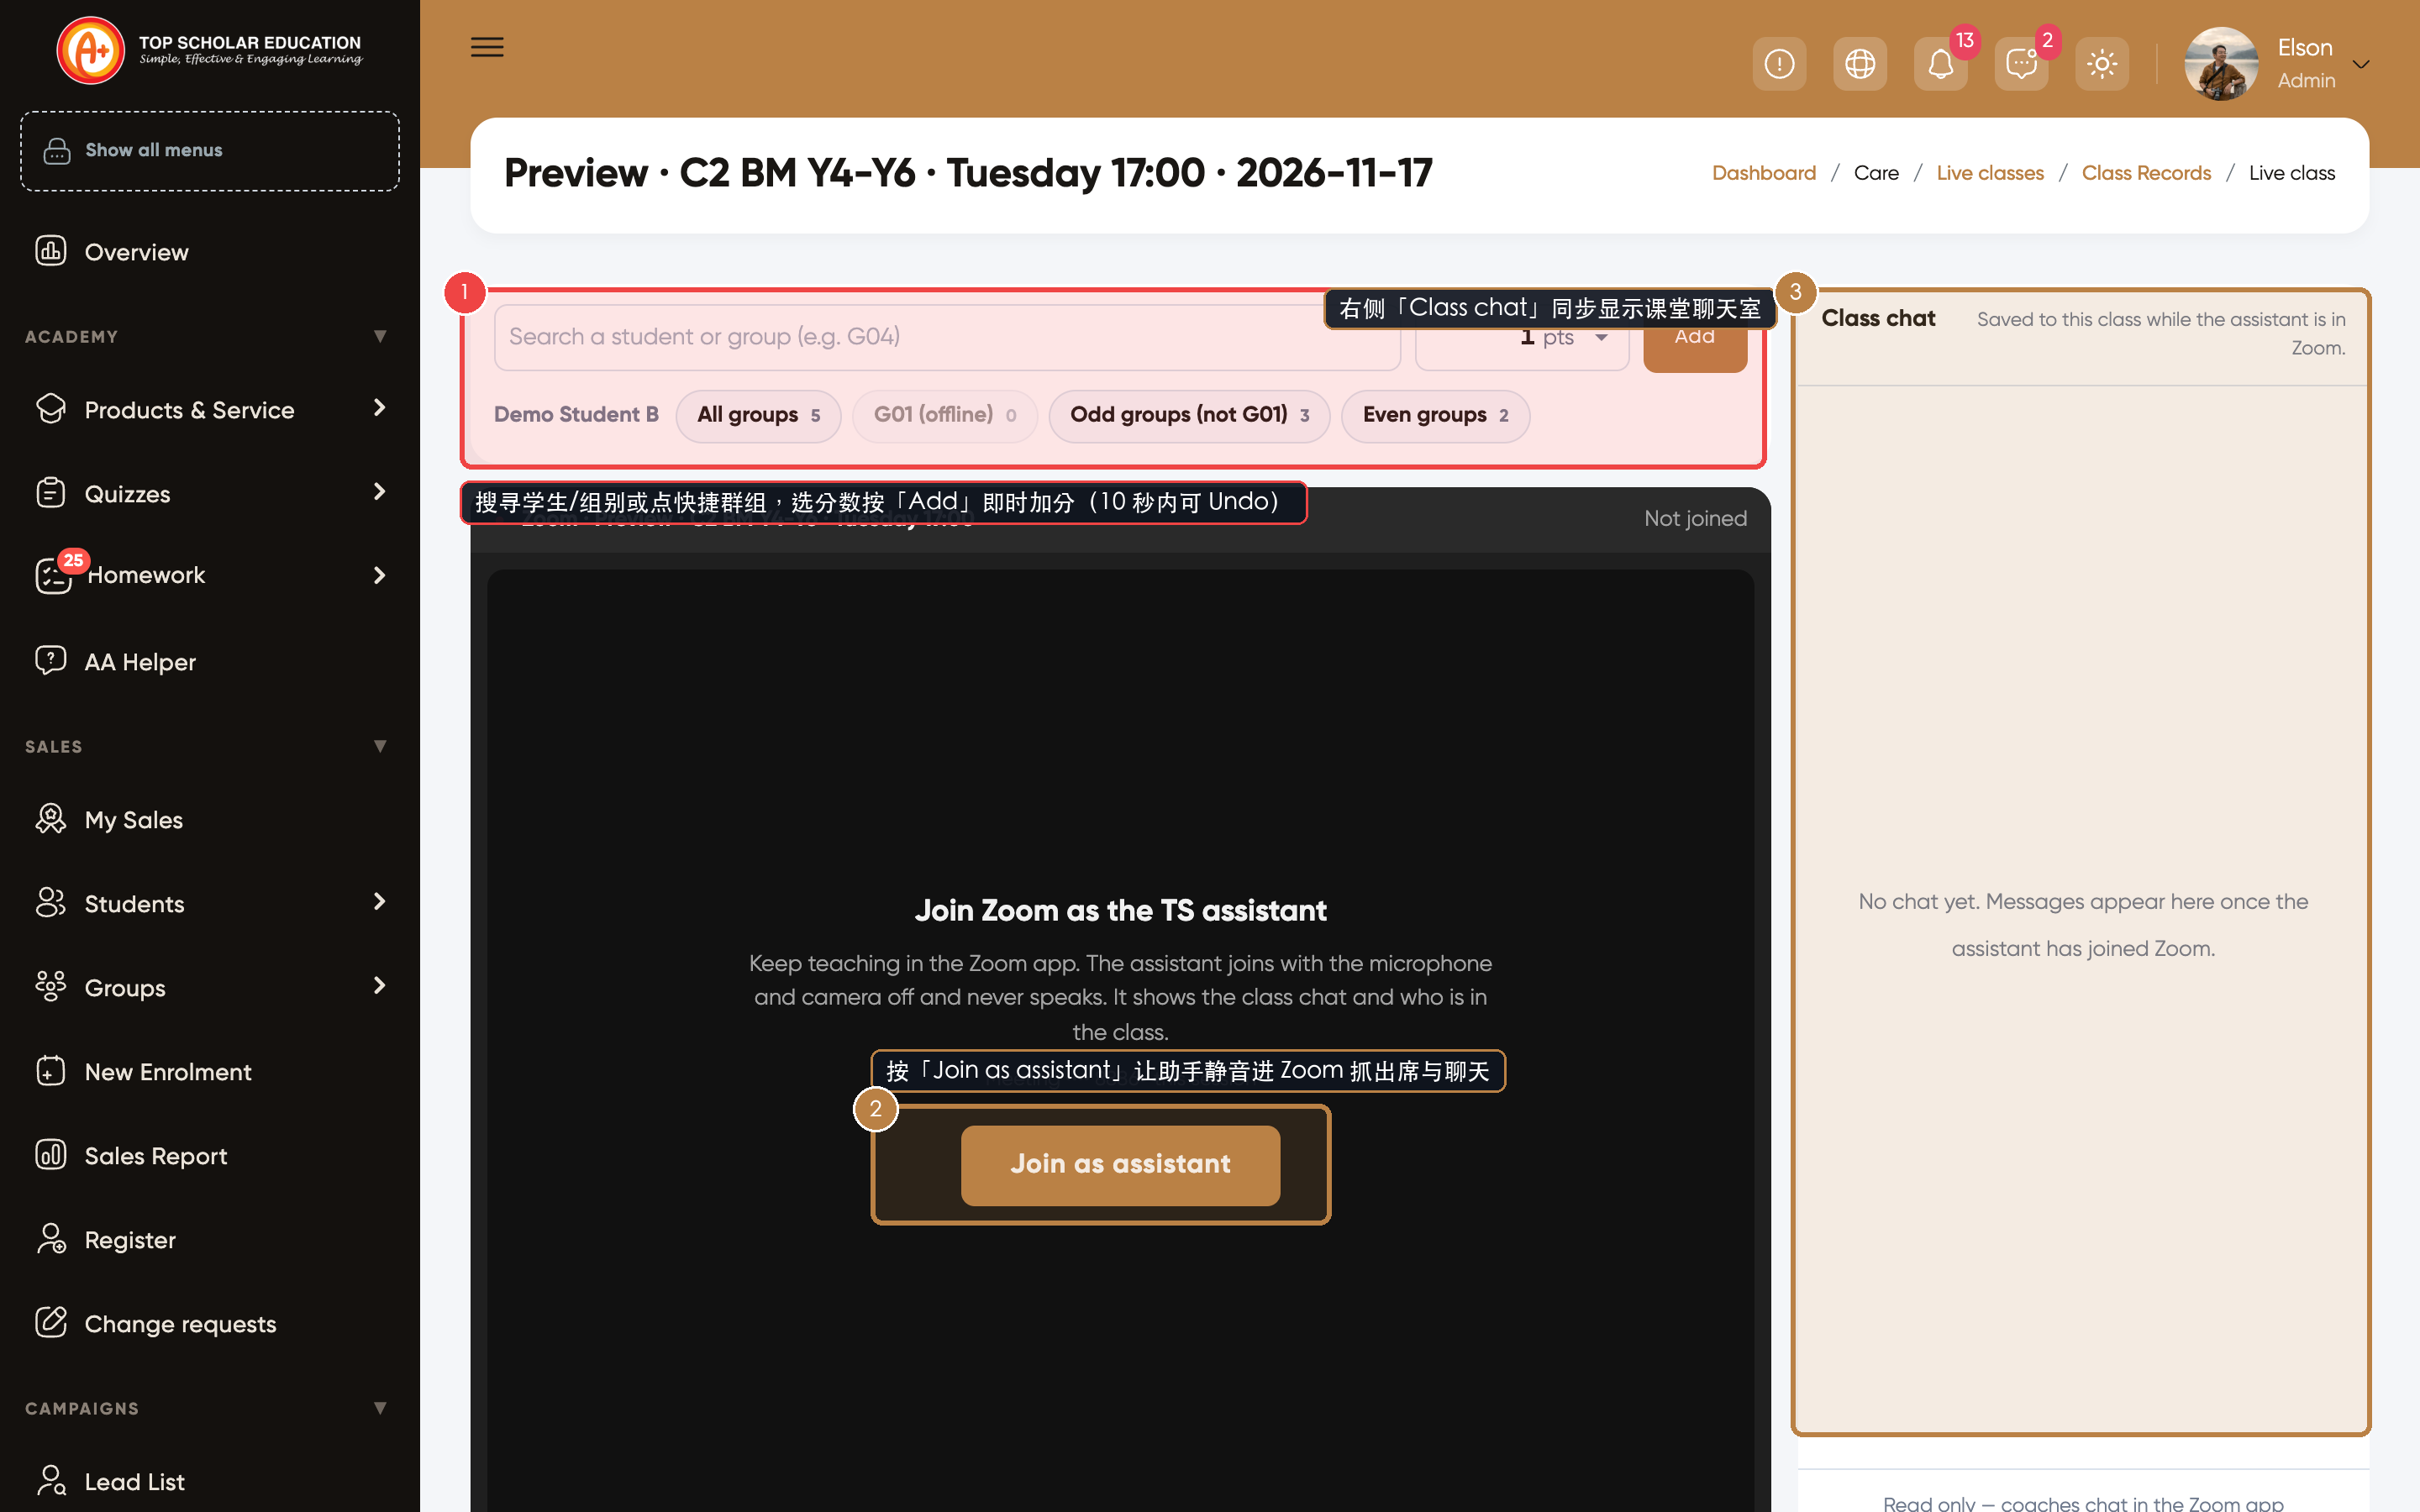 A+
TOP SCHOLAR EDUCATION
Simple, Effective & Engaging Learning
Show all menus
Overview
ACADEMY
Products & Service
Quizzes
25
Homework
AA Helper
SALES
My Sales
Students
Groups
New Enrolment
Sales Report
Register
Change requests
CAMPAIGNS
Lead List
13
2
Elson
Admin
Preview · C2 BM Y4-Y6 · Tuesday 17:00 · 2026-11-17
Dashboard / Care / Live classes / Class Records / Live class
1
右侧「Class chat」同步显示课堂聊天室
Search a student or group (e.g. G04)
1 pts
Add
Demo Student B
All groups 5
G01 (offline) 0
Odd groups (not G01) 3
Even groups 2
搜寻学生/组别或点快捷群组，选分数按「Add」即时加分（10 秒内可 Undo）
Zoom · Preview · C2 BM Y4-Y6 · Tuesday 17:00
Not joined
Join Zoom as the TS assistant
Keep teaching in the Zoom app. The assistant joins with the microphone
and camera off and never speaks. It shows the class chat and who is in
the class.
按「Join as assistant」让助手静音进 Zoom 抓出席与聊天
2
Join as assistant
3
Class chat
Saved to this class while the assistant is in
Zoom.
No chat yet. Messages appear here once the
assistant has joined Zoom.
Read only — coaches chat in the Zoom app